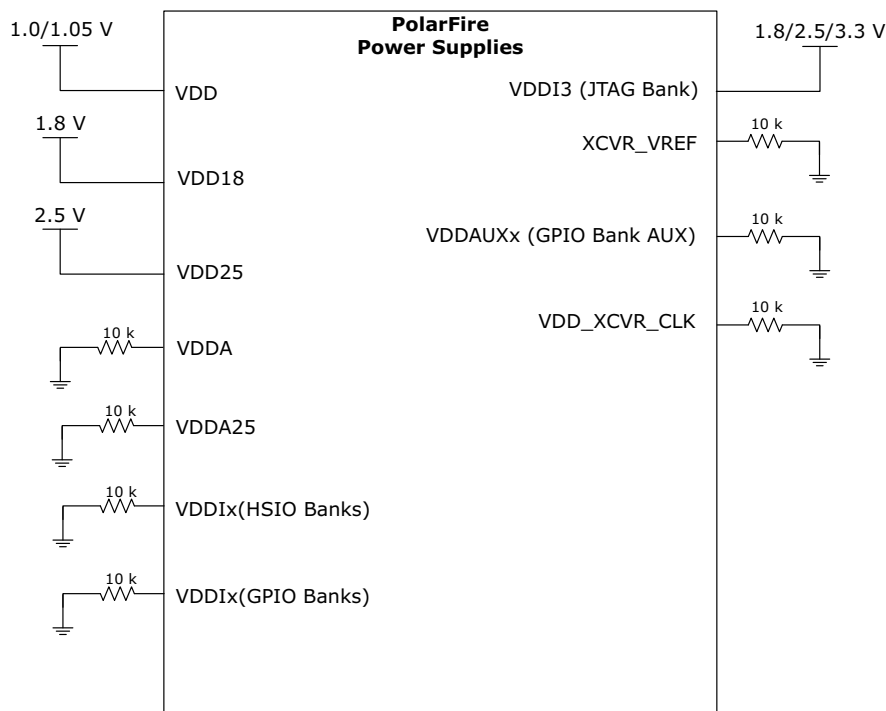 PolarFire
Power Supplies
1.0/1.05 V
VDD
1.8 V
VDD18
2.5 V
VDD25
10 k
VDDA
10 k
VDDA25
10 k
VDDIx(HSIO Banks)
10 k
VDDIx(GPIO Banks)
1.8/2.5/3.3 V
VDDI3 (JTAG Bank)
10 k
XCVR_VREF
10 k
VDDAUXx (GPIO Bank AUX)
10 k
VDD_XCVR_CLK